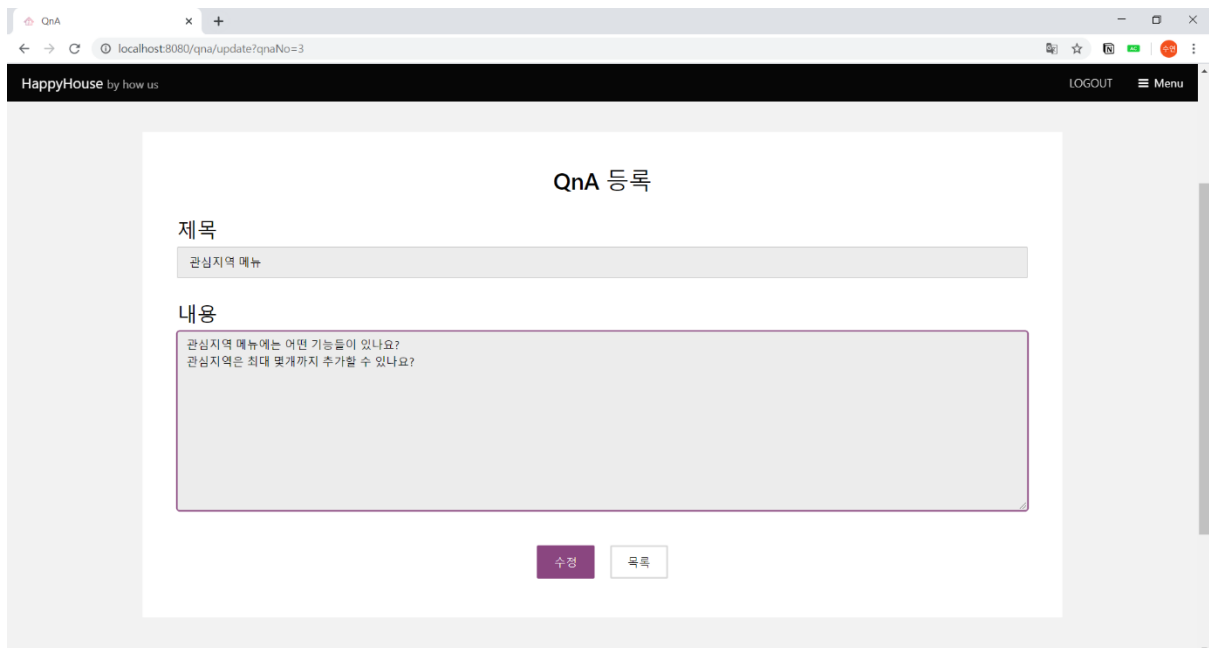 QnA
localhost:8080/qna/update?qnaNo=3
수연
HappyHouse by how us
LOGOUT
Menu
QnA 등록
제목
관심지역 메뉴
내용
관심지역 메뉴에는 어떤 기능들이 있나요?
관심지역은 최대 몇개까지 추가할 수 있나요?
수정
목록